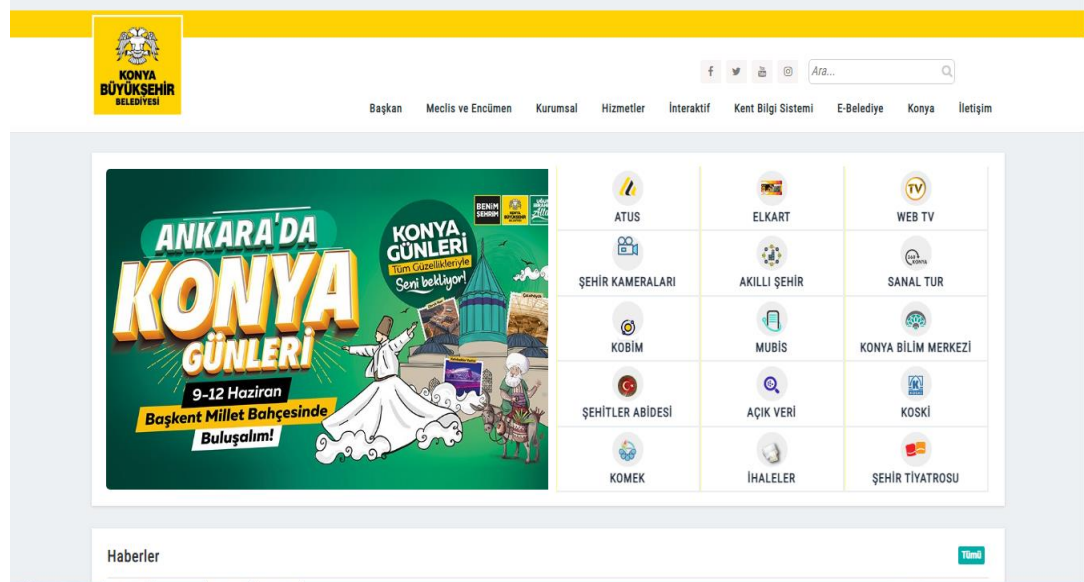 KONYA
BÜYÜKŞEHİR
BELEDİYESİ
Ara...
Başkan Meclis ve Encümen Kurumsal Hizmetler İnteraktif Kent Bilgi Sistemi E-Belediye Konya İletişim
BENİM
ŞEHRİM
ANKARA'DA
KONYA
GÜNLERİ
9-12 Haziran
Başkent Millet Bahçesinde
Buluşalım!
KONYA
GÜNLERİ
Tüm Güzellikleriyle
Seni bekliyor!
ATUS ELKART WEB TV
ŞEHİR KAMERALARI AKILLI ŞEHİR SANAL TUR
KOBİM MUBİS KONYA BİLİM MERKEZİ
ŞEHİTLER ABİDESİ AÇIK VERİ KOSKİ
KOMEK İHALELER ŞEHİR TİYATROSU
Haberler Tümü